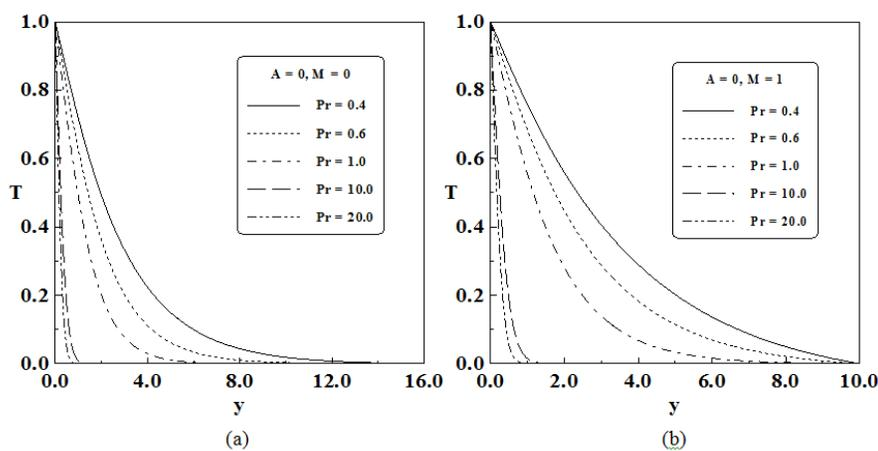 1.0
0.8
0.6
0.4
0.2
0.0
T
A = 0, M = 0
Pr = 0.4
Pr = 0.6
Pr = 1.0
Pr = 10.0
Pr = 20.0
0.0 4.0 8.0 12.0 16.0
y
(a)
1.0
0.8
0.6
0.4
0.2
0.0
T
A = 0, M = 1
Pr = 0.4
Pr = 0.6
Pr = 1.0
Pr = 10.0
Pr = 20.0
0.0 2.0 4.0 6.0 8.0 10.0
y
(b)